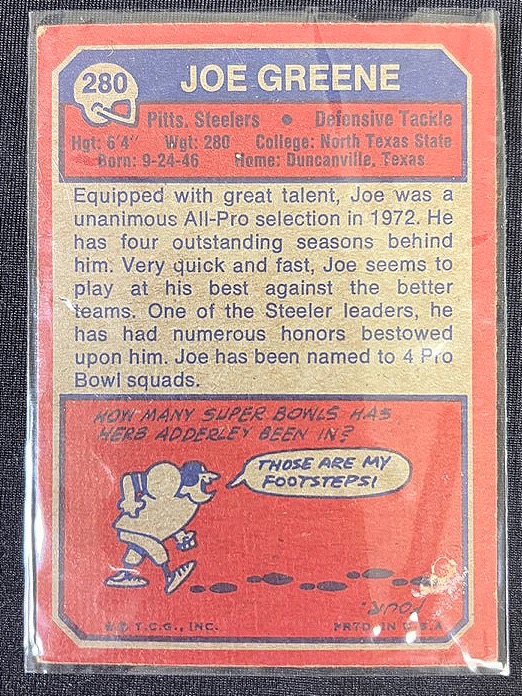 280 JOE GREENE
Pitts. Steelers • Defensive Tackle
Hgt: 6'4" Wgt: 280 College: North Texas State
Born: 9-24-46 Home: Duncanville, Texas
Equipped with great talent, Joe was a
unanimous All-Pro selection in 1972. He
has four outstanding seasons behind
him. Very quick and fast, Joe seems to
play at his best against the better
teams. One of the Steeler leaders, he
has had numerous honors bestowed
upon him. Joe has been named to 4 Pro
Bowl squads.
HOW MANY SUPER BOWLS HAS
HERB ADDERLEY BEEN IN?
THOSE ARE MY
FOOTSTEPS!
FOUR.
© T.C.G., INC. PRTD IN U.S.A